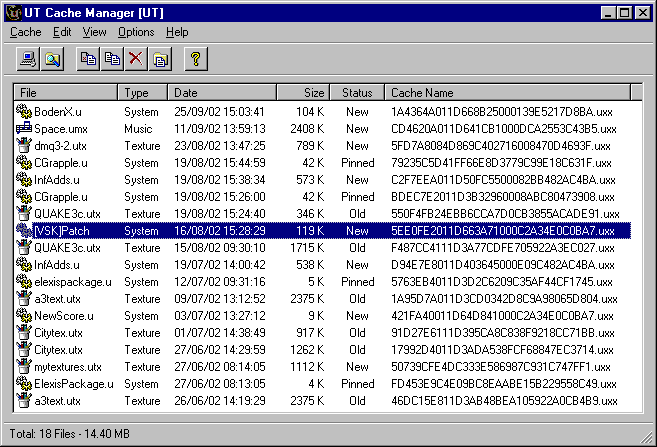 UT Cache Manager [UT]
Cache Edit View Options Help
File Type Date Size Status Cache Name
BoderX.u System 25/09/02 15:03:41 104 K New 1A4364A011D668B25000139E5217D8BA.uxx
Space.umx Music 11/09/02 13:59:13 2408 K New CD4620A011D641CB1000DCA2553C43B5.uxx
dmq3-2.utx Texture 23/08/02 13:47:25 789 K New 5FD7A8084D869C402716008470D4693F.uxx
CGrapple.u System 19/08/02 15:44:59 42 K Pinned 79235C5D41FF66E8D3779C99E18C631F.uxx
InfAdds.u System 19/08/02 15:38:34 573 K New C2F7EEA011D50FC5500082BB482AC4BA.uxx
CGrapple.u System 19/08/02 15:26:00 42 K Pinned BDEC7E2011D3B32960008ABC80473908.uxx
QUAKE3c.utx Texture 19/08/02 15:24:40 346 K Old 550F4FB24EBB6CCA7D0CB3855ACADE91.uxx
[VSK]Patch System 16/08/02 15:28:29 119 K New 5EE0FE2011D663A71000C2A34E0C0BA7.uxx
QUAKE3c.utx Texture 15/08/02 09:30:10 1715 K Old F487CC4111D3A77CDFE705922A3EC027.uxx
InfAdds.u System 19/07/02 14:00:42 538 K New D94E7E8011D403645000E09C482AC4BA.uxx
elexispackage.u System 12/07/02 09:31:16 5 K Pinned 5763EB4011D3D2C6209C35AF44CF1745.uxx
a3text.utx Texture 09/07/02 13:12:52 2375 K Old 1A95D7A011D3CD0342D8C9A98065D804.uxx
NewScore.u System 03/07/02 13:27:12 9 K New 421FA40011D64D841000C2A34E0C0BA7.uxx
Citytex.utx Texture 01/07/02 14:38:49 917 K Old 91D27E6111D395CA8C838F9218CC71BB.uxx
Citytex.utx Texture 27/06/02 14:29:59 1262 K Old 17992D4011D3ADA538FCF68847EC3714.uxx
mytextures.utx Texture 27/06/02 08:14:05 1112 K New 50739CFE4DC333E586987C931C747FF1.uxx
ElexisPackage.u System 27/06/02 08:13:05 4 K Pinned FD453E9C4E09BC8EAABE15B229558C49.uxx
a3text.utx Texture 26/06/02 14:19:29 2375 K Old 46DC15E811D3AB48BEA105922A0CB4B9.uxx
Total: 18 Files - 14.40 MB